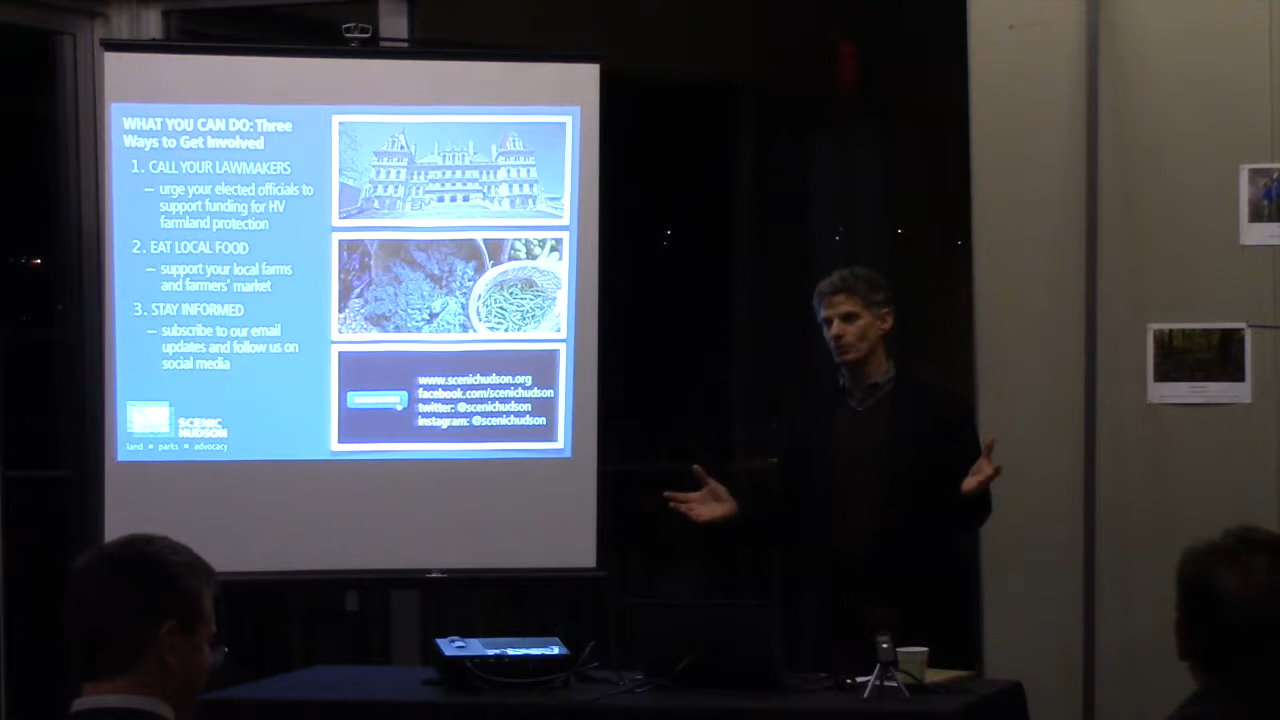 WHAT YOU CAN DO: Three
Ways to Get Involved
1. CALL YOUR LAWMAKERS
– urge your elected officials to
support funding for HV
farmland protection
2. EAT LOCAL FOOD
– support your local farms
and farmers' market
3. STAY INFORMED
– subscribe to our email
updates and follow us on
social media
SCENIC
HUDSON
land ▪ parks ▪ advocacy
www.scenichudson.org
facebook.com/scenichudson
twitter: @scenichudson
instagram: @scenichudson